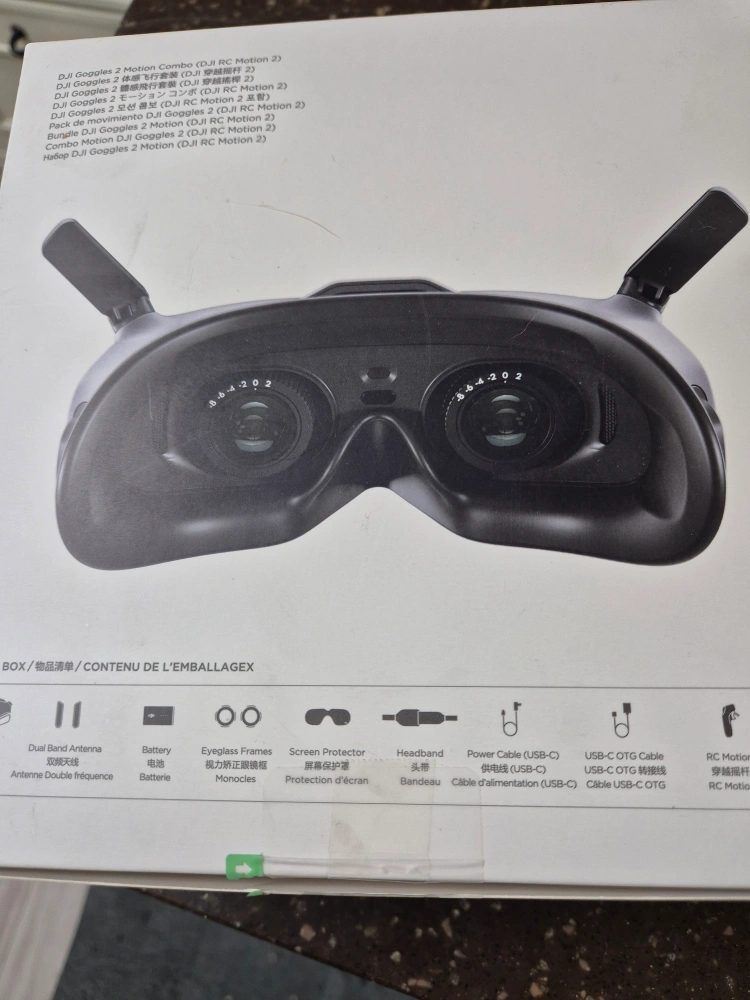 DJI Goggles 2 Motion Combo (DJI RC Motion 2)
DJI Goggles 2 体感飞行套装 (DJI 穿越摇杆 2)
DJI Goggles 2 體感飛行套裝 (DJI 穿越搖桿 2)
DJI Goggles 2 モーション コンボ (DJI RC Motion 2)
DJI Goggles 2 모션 콤보 (DJI RC Motion 2 포함)
Pack de movimiento DJI Goggles 2 (DJI RC Motion 2)
Bundle DJI Goggles 2 Motion (DJI RC Motion 2)
Combo Motion DJI Goggles 2 (DJI RC Motion 2)
Набор DJI Goggles 2 Motion (DJI RC Motion 2)
-8 -6 -4 -2 0 2
-8 -6 -4 -2 0 2
BOX / 物品清单 / CONTENU DE L'EMBALLAGEX
Dual Band Antenna
双频天线
Antenne Double fréquence
Battery
电池
Batterie
Eyeglass Frames
视力矫正眼镜框
Monocles
Screen Protector
屏幕保护罩
Protection d'écran
Headband
头带
Bandeau
Power Cable (USB-C)
供电线 (USB-C)
Câble d'alimentation (USB-C)
USB-C OTG Cable
USB-C OTG 转接线
Câble USB-C OTG
RC Motion
穿越摇杆
RC Motio